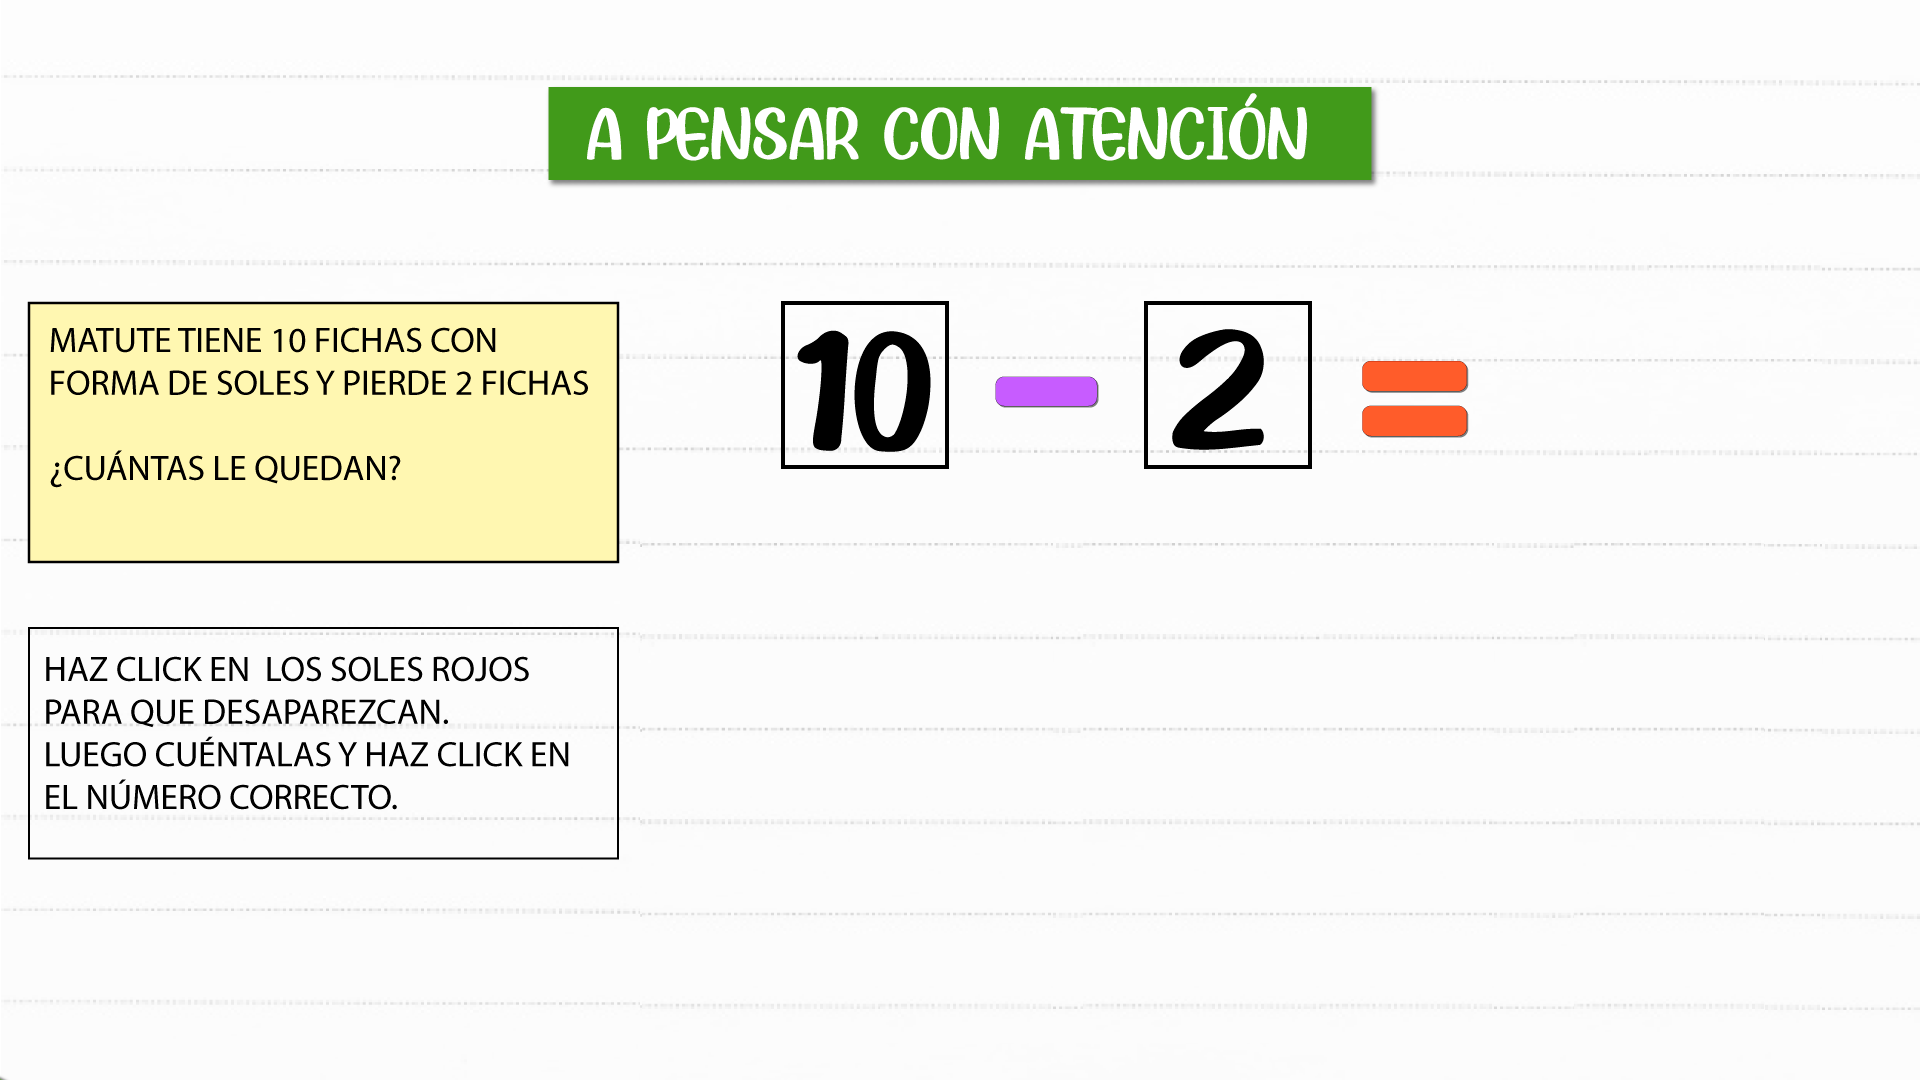 A PENSAR CON ATENCIÓN
MATUTE TIENE 10 FICHAS CON
FORMA DE SOLES Y PIERDE 2 FICHAS
¿CUÁNTAS LE QUEDAN?
10 - 2 =
HAZ CLICK EN  LOS SOLES ROJOS
PARA QUE DESAPAREZCAN.
LUEGO CUÉNTALAS Y HAZ CLICK EN
EL NÚMERO CORRECTO.